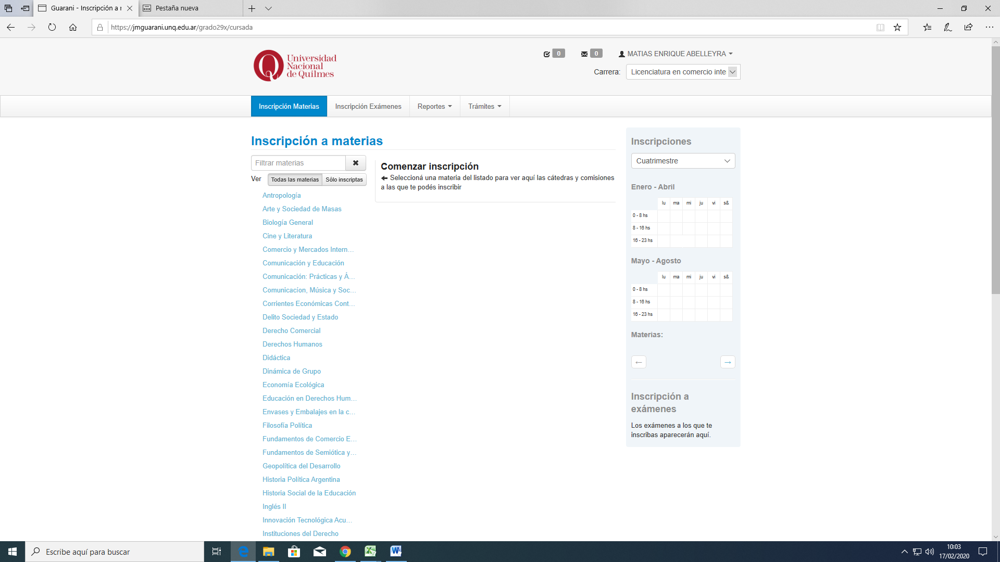 Guarani - Inscripción a r
Pestaña nueva
https://jmguarani.unq.edu.ar/grado29x/cursada
Universidad
Nacional
de Quilmes
0
0
MATIAS ENRIQUE ABELLEYRA
Carrera:
Licenciatura en comercio inte
Inscripción Materias
Inscripción Exámenes
Reportes
Trámites
Inscripción a materias
Filtrar materias
Ver
Todas las materias
Sólo inscriptas
Antropología
Arte y Sociedad de Masas
Biología General
Cine y Literatura
Comercio y Mercados Intern...
Comunicación y Educación
Comunicación: Prácticas y Á...
Comunicacíon, Música y Soc...
Corrientes Económicas Cont...
Delito Sociedad y Estado
Derecho Comercial
Derechos Humanos
Didáctica
Dinámica de Grupo
Economía Ecológica
Educación en Derechos Hum...
Envases y Embalajes en la c...
Filosofía Política
Fundamentos de Comercio E...
Fundamentos de Semiótica y...
Geopolítica del Desarrollo
Historia Política Argentina
Historia Social de la Educación
Inglés II
Innovación Tecnológica Acu...
Instituciones del Derecho
Comenzar inscripción
Seleccioná una materia del listado para ver aquí las cátedras y comisiones
a las que te podés inscribir
Inscripciones
Cuatrimestre
Enero - Abril
lu ma mi ju vi s&
0 - 8 hs
8 - 16 hs
16 - 23 hs
Mayo - Agosto
lu ma mi ju vi s&
0 - 8 hs
8 - 16 hs
16 - 23 hs
Materias:
Inscripción a
exámenes
Los exámenes a los que te
inscribas aparecerán aquí.
Escribe aquí para buscar
10:03
17/02/2020